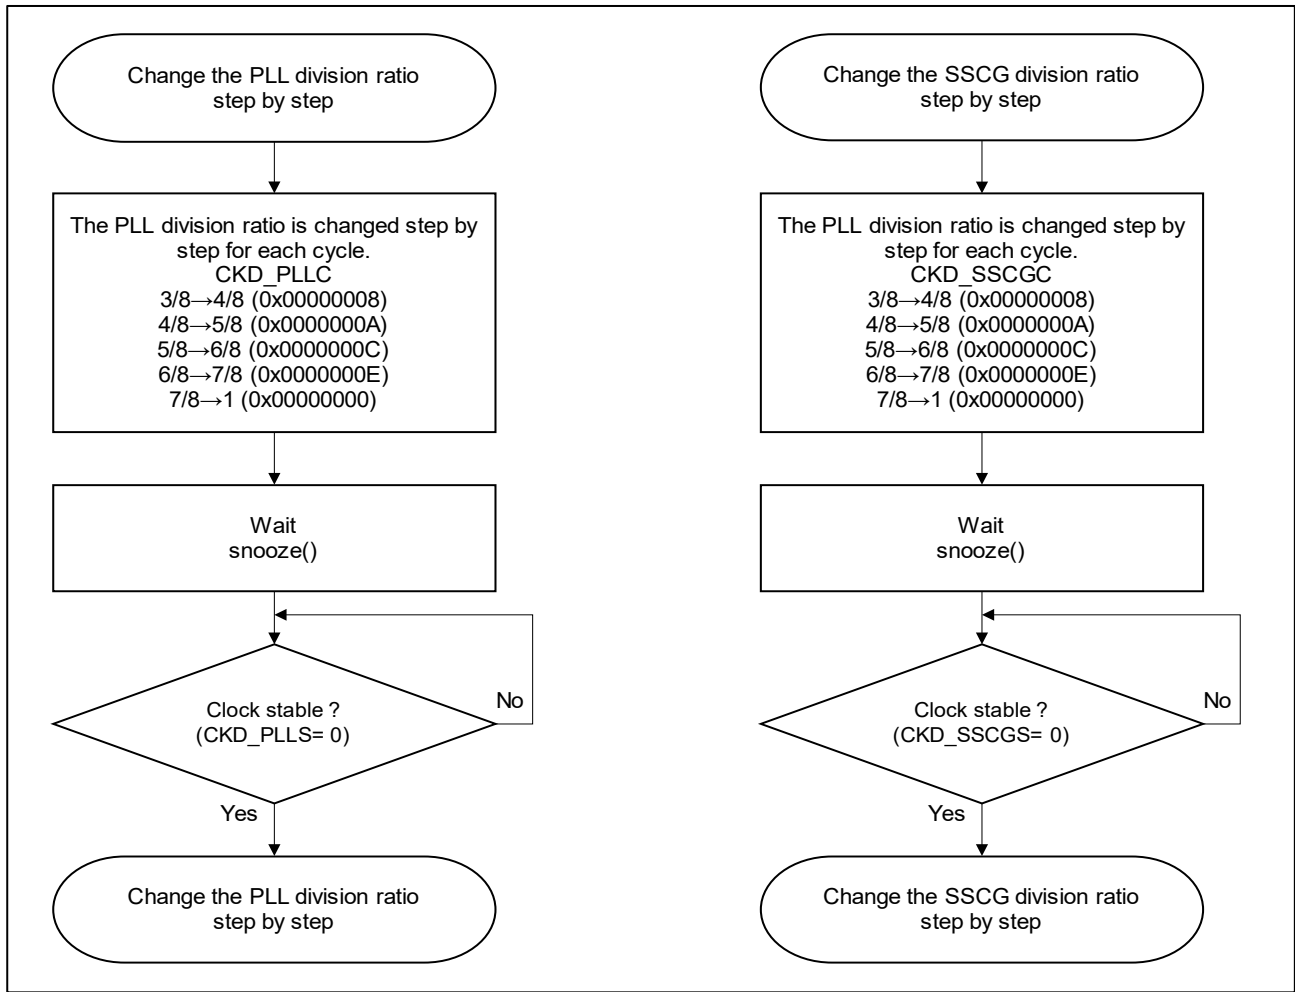 Change the PLL division ratio
step by step
The PLL division ratio is changed step by
step for each cycle.
CKD_PLLC
3/8→4/8 (0x00000008)
4/8→5/8 (0x0000000A)
5/8→6/8 (0x0000000C)
6/8→7/8 (0x0000000E)
7/8→1 (0x00000000)
Wait
snooze()
Clock stable ?
(CKD_PLLS= 0)
No
Yes
Change the PLL division ratio
step by step
Change the SSCG division ratio
step by step
The PLL division ratio is changed step by
step for each cycle.
CKD_SSCGC
3/8→4/8 (0x00000008)
4/8→5/8 (0x0000000A)
5/8→6/8 (0x0000000C)
6/8→7/8 (0x0000000E)
7/8→1 (0x00000000)
Wait
snooze()
Clock stable ?
(CKD_SSCGS= 0)
No
Yes
Change the SSCG division ratio
step by step